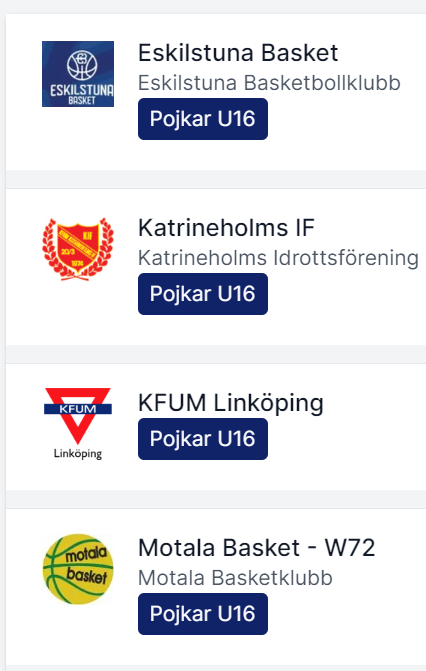 ESKILSTUNA
BASKET
Eskilstuna Basket
Eskilstuna Basketbollklubb
Pojkar U16
KIF
1974
Katrineholms IF
Katrineholms Idrottsförening
Pojkar U16
KFUM
Linköping
KFUM Linköping
Pojkar U16
motala
basket
Motala Basket - W72
Motala Basketklubb
Pojkar U16